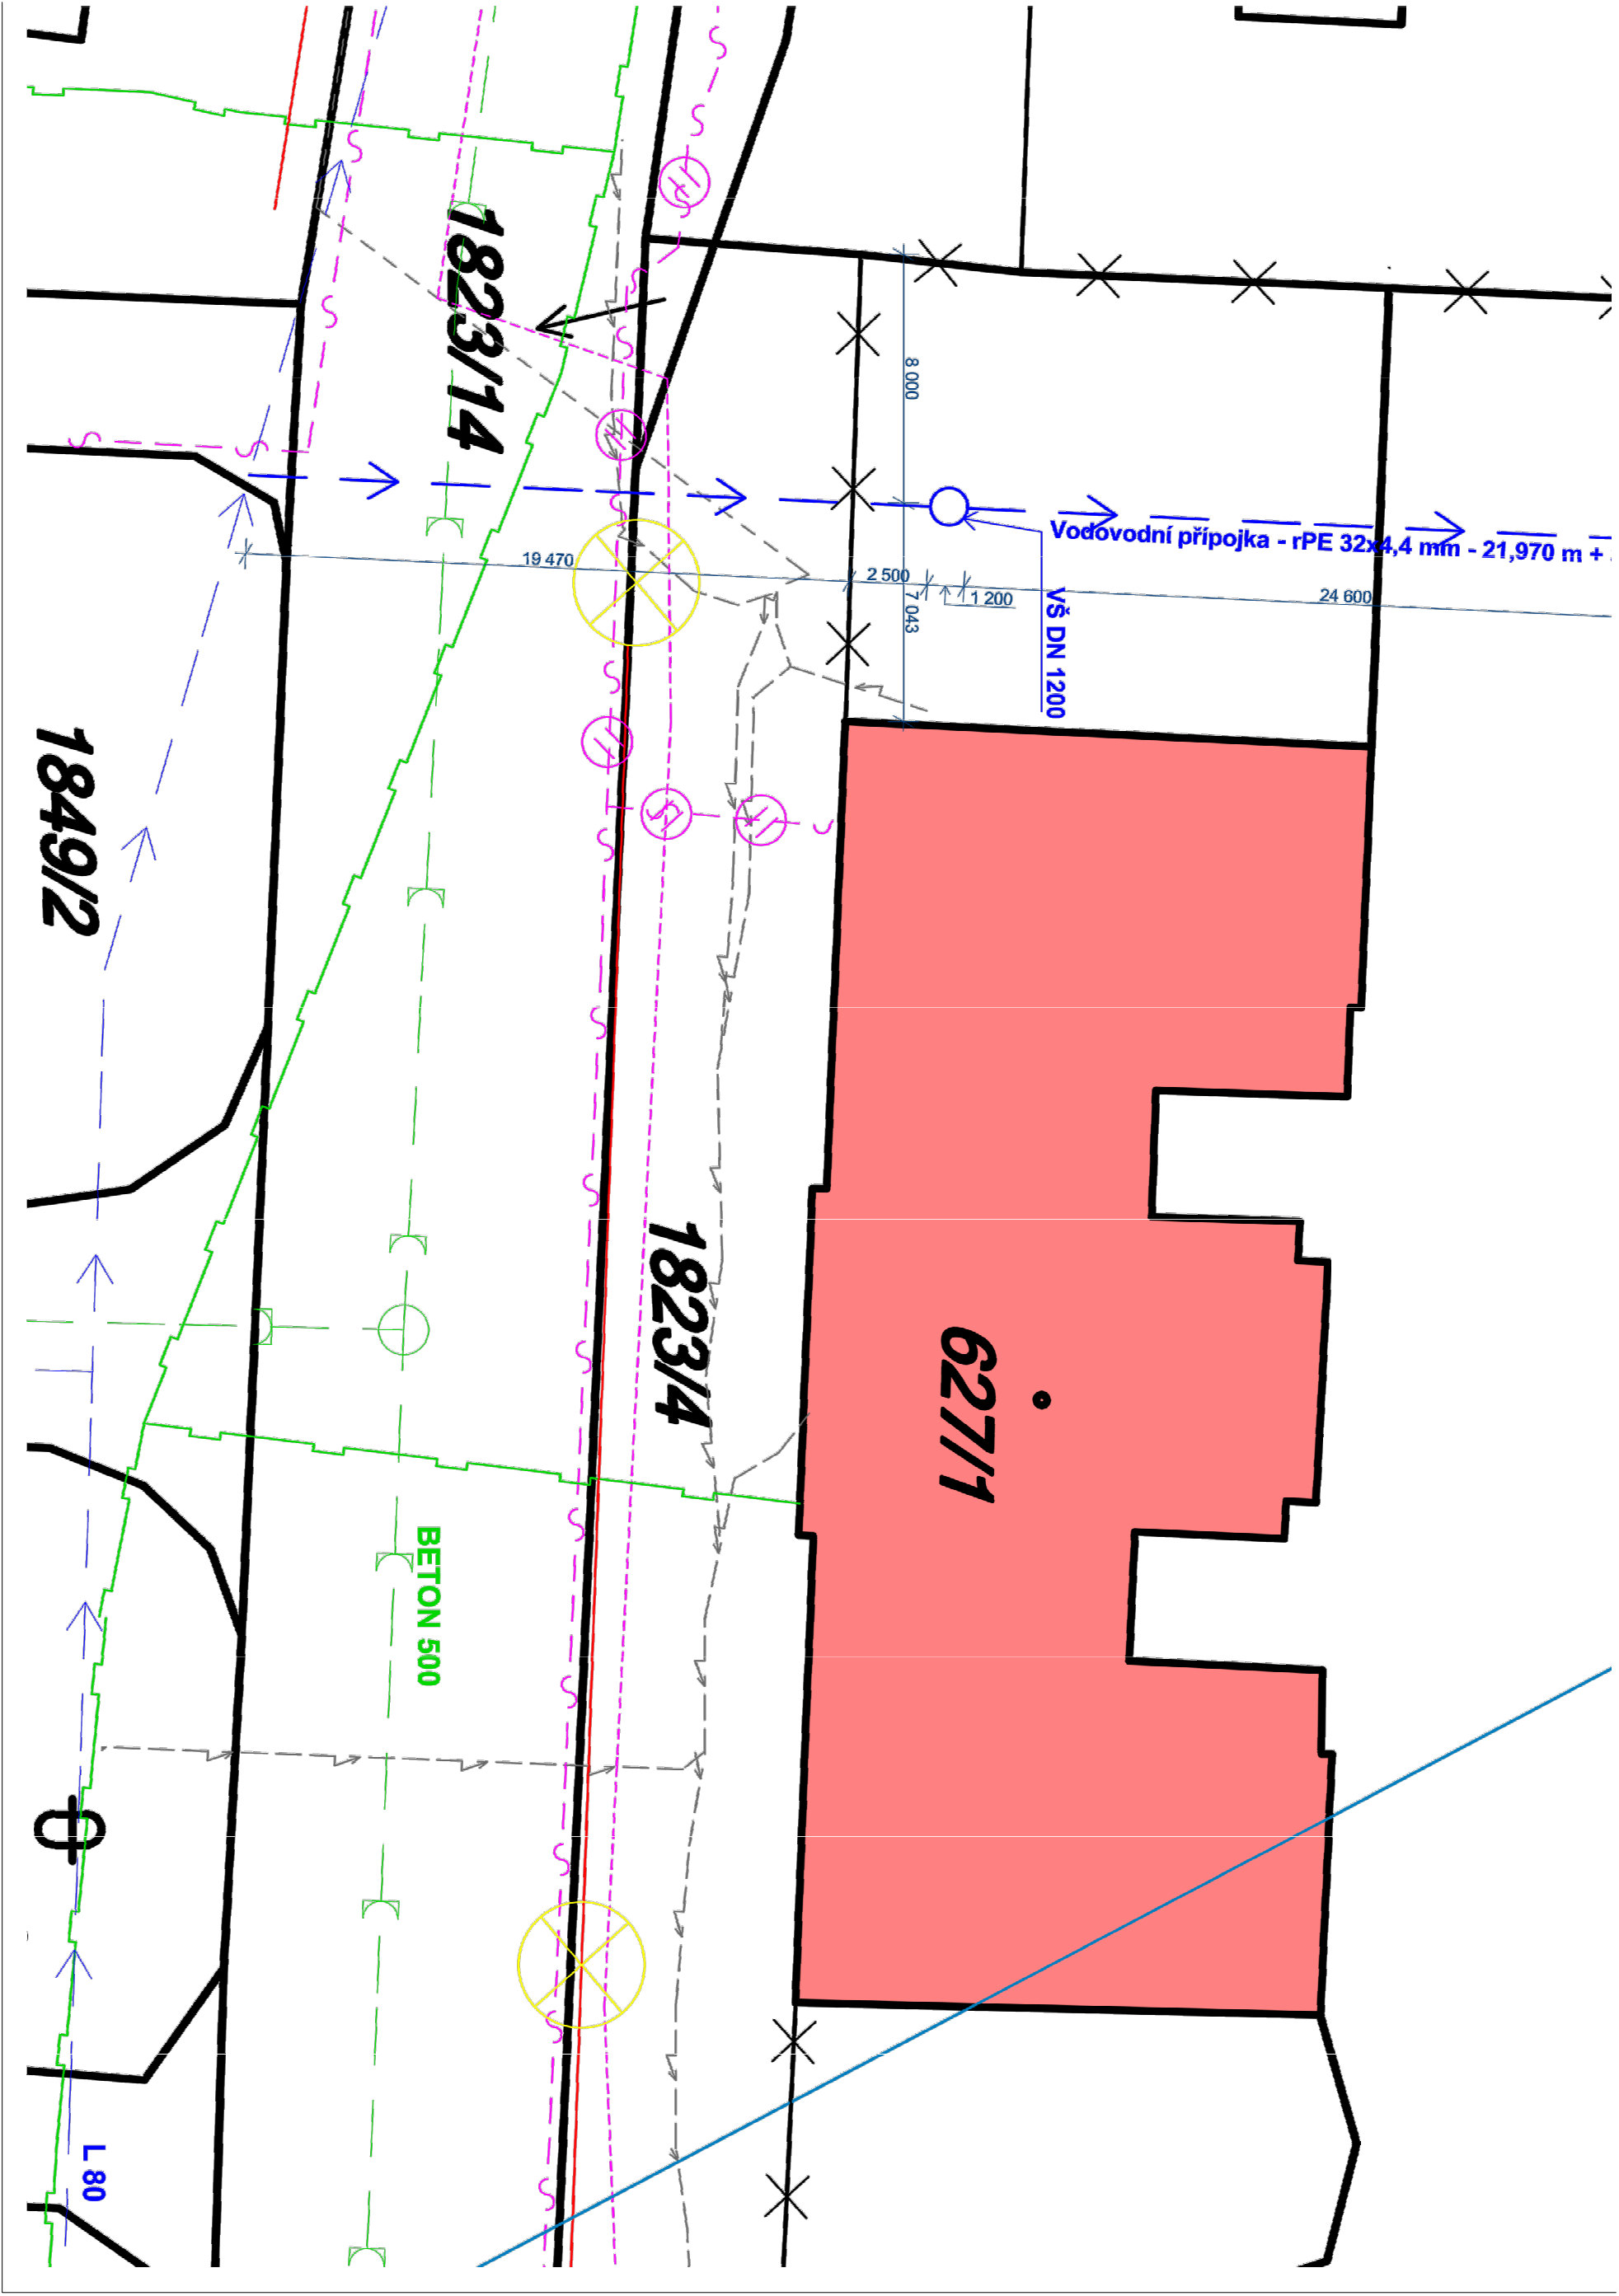 1823/14
8 000
Vodovodní přípojka - rPE 32x4,4 mm - 21,970 m +
19 470
2 500
7 043
1 200
24 600
VŠ DN 1200
1849/2
1823/4
627/1
BETON 500
L 80